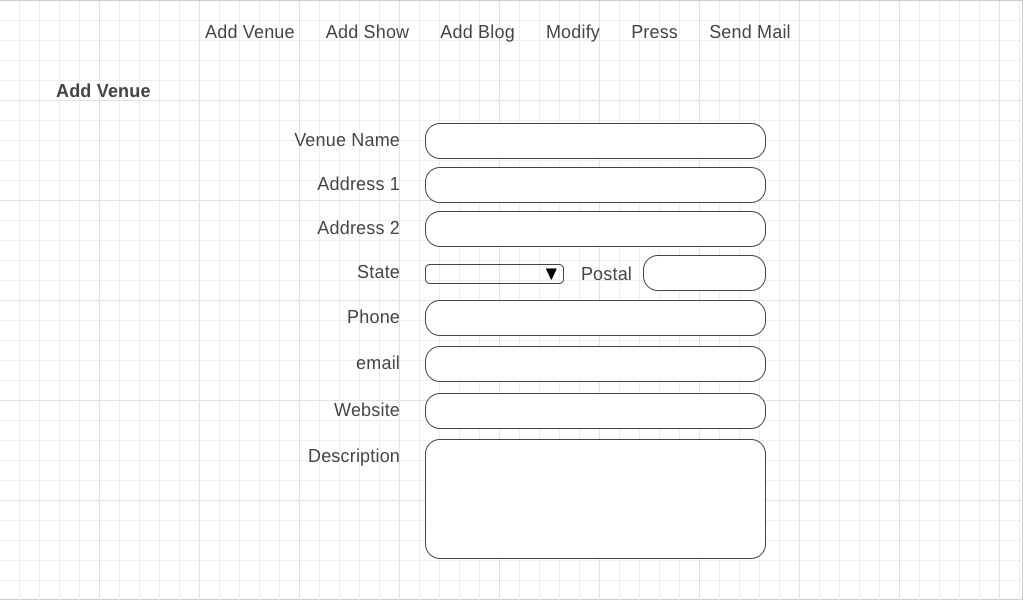 Add Venue Add Show Add Blog Modify Press Send Mail
Add Venue
Venue Name
Address 1
Address 2
State Postal
Phone
email
Website
Description